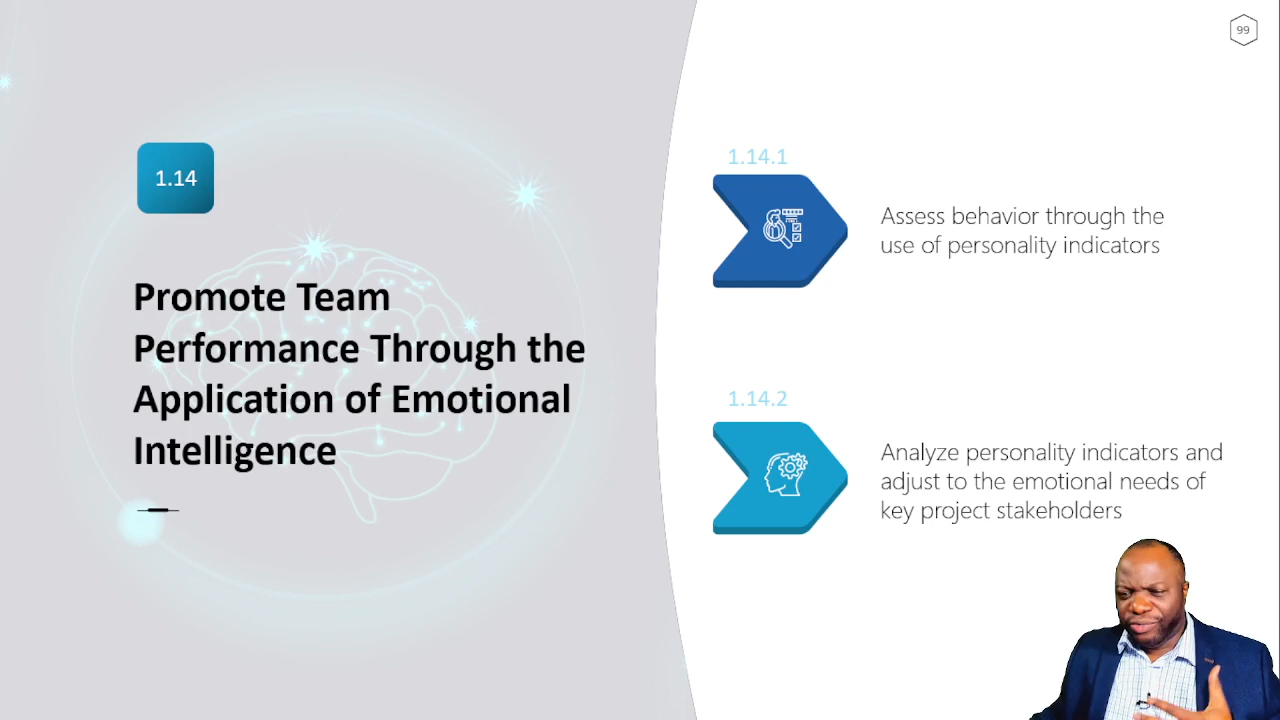 99
1.14
Promote Team
Performance Through the
Application of Emotional
Intelligence
1.14.1
Assess behavior through the
use of personality indicators
1.14.2
Analyze personality indicators and
adjust to the emotional needs of
key project stakeholders